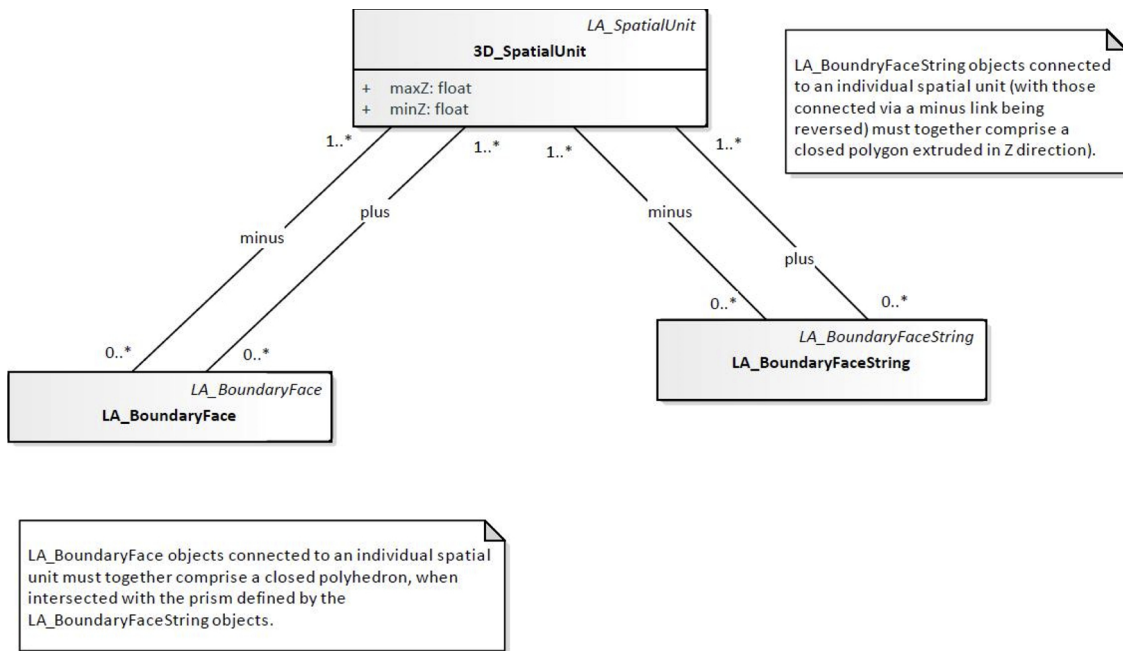 LA_SpatialUnit
3D_SpatialUnit
+ maxZ: float
+ minZ: float
LA_BoundryFaceString objects connected
to an individual spatial unit (with those
connected via a minus link being
reversed) must together comprise a
closed polygon extruded in Z direction).
1..*
1..*
1..*
1..*
minus
plus
minus
plus
0..*
0..*
0..*
0..*
LA_BoundaryFaceString
LA_BoundaryFaceString
LA_BoundaryFace
LA_BoundaryFace
LA_BoundaryFace objects connected to an individual spatial
unit must together comprise a closed polyhedron, when
intersected with the prism defined by the
LA_BoundaryFaceString objects.